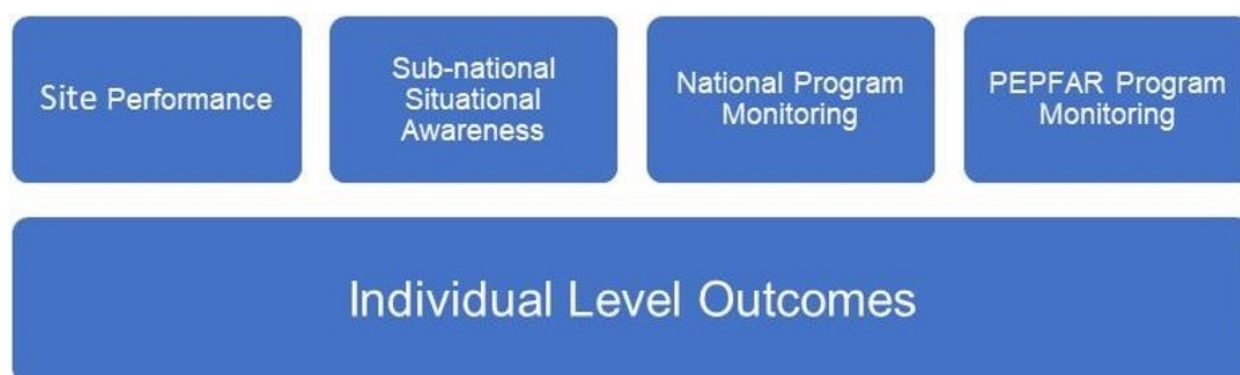 Site Performance
Sub-national
Situational
Awareness
National Program
Monitoring
PEPFAR Program
Monitoring
Individual Level Outcomes